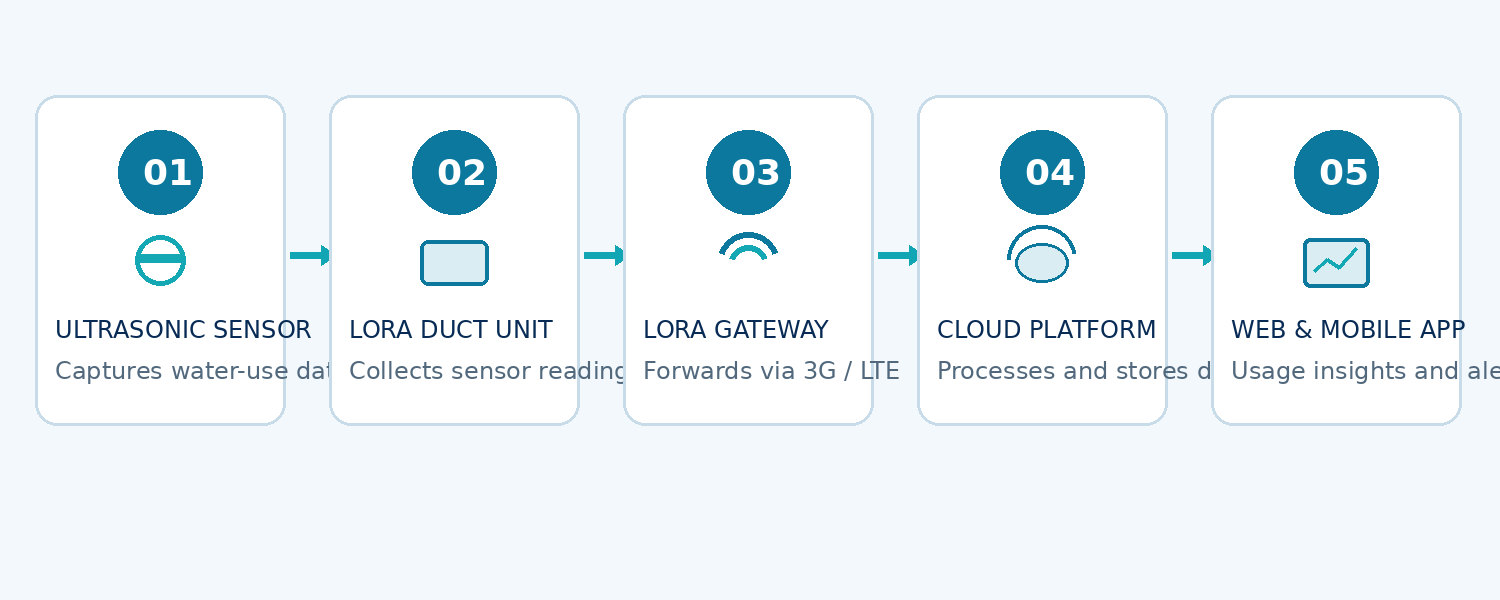 01
ULTRASONIC SENSOR
Captures water-use dat
02
LORA DUCT UNIT
Collects sensor reading
03
LORA GATEWAY
Forwards via 3G / LTE
04
CLOUD PLATFORM
Processes and stores d
05
WEB & MOBILE APP
Usage insights and ale